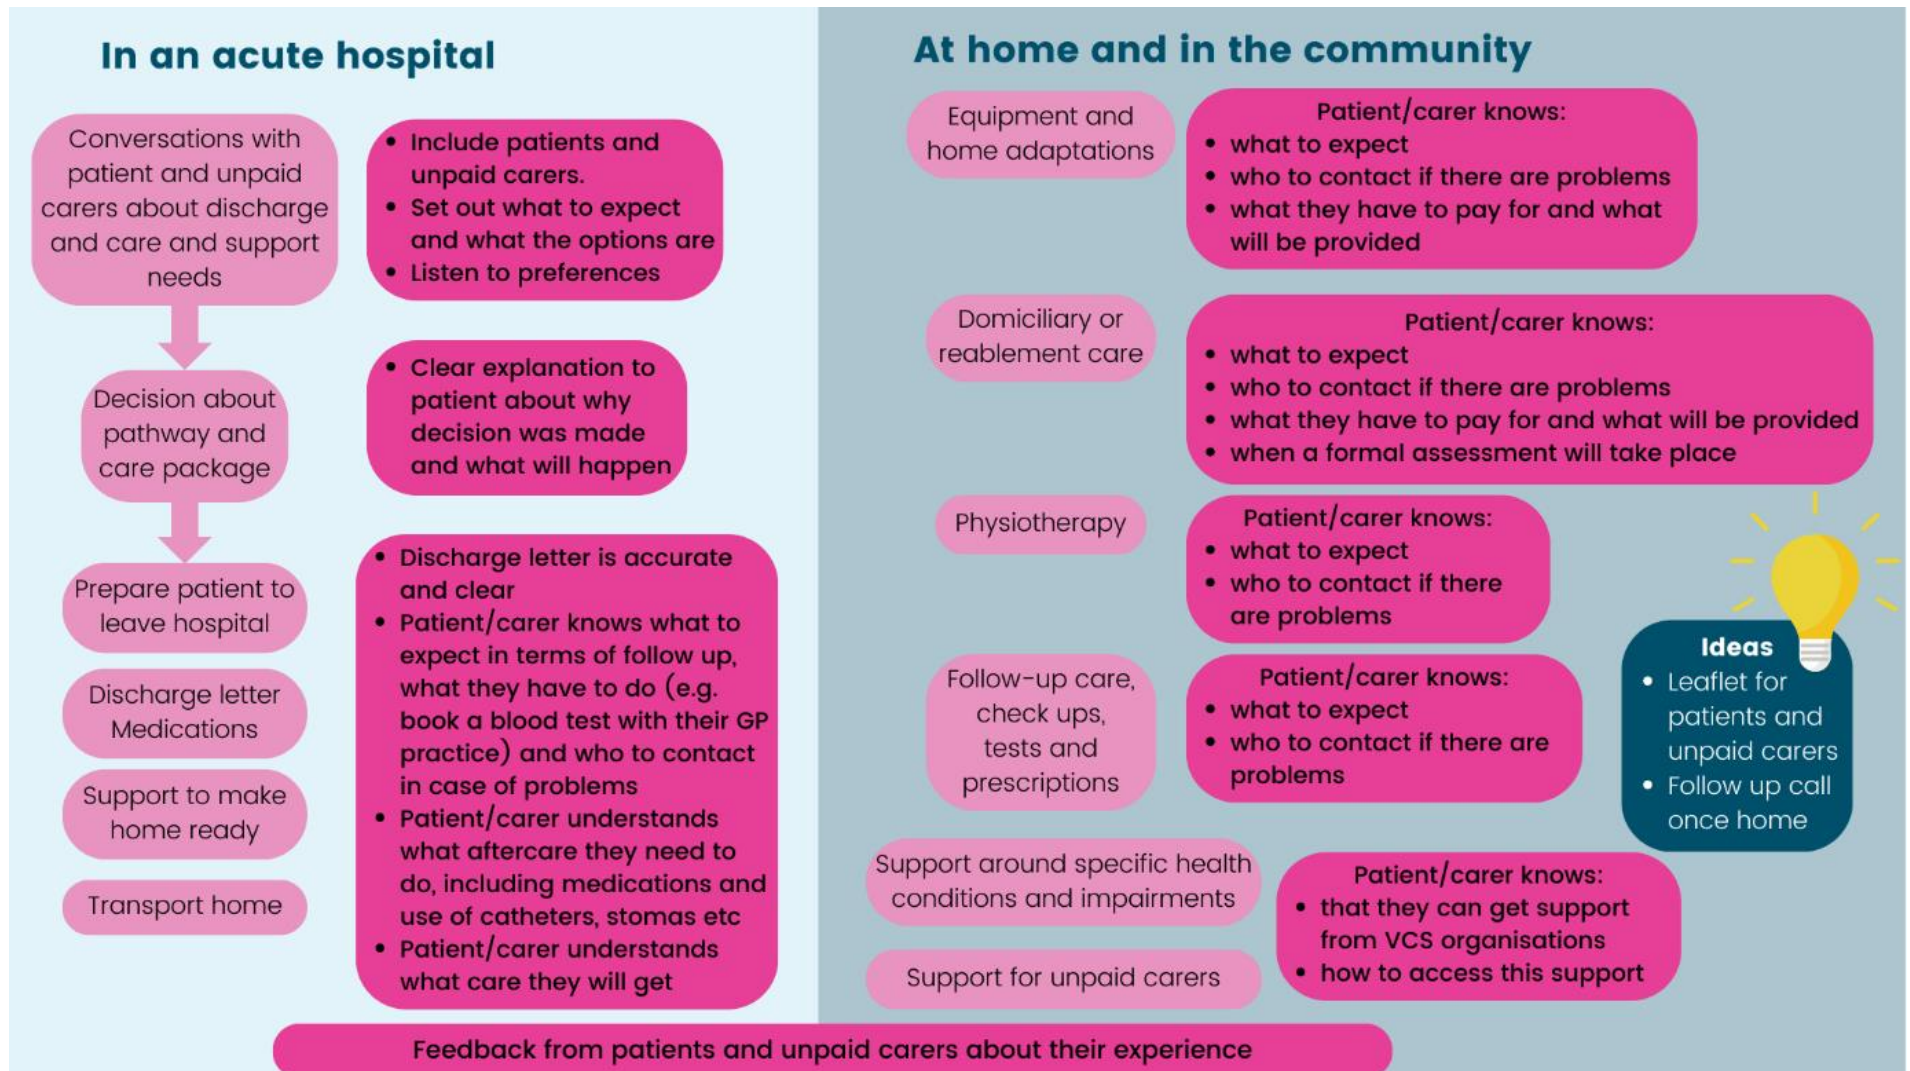 In an acute hospital
Conversations with
patient and unpaid
carers about discharge
and care and support
needs
• Include patients and
unpaid carers.
• Set out what to expect
and what the options are
• Listen to preferences
Decision about
pathway and
care package
• Clear explanation to
patient about why
decision was made
and what will happen
Prepare patient to
leave hospital
Discharge letter
Medications
Support to make
home ready
Transport home
• Discharge letter is accurate
and clear
• Patient/carer knows what to
expect in terms of follow up,
what they have to do (e.g.
book a blood test with their GP
practice) and who to contact
in case of problems
• Patient/carer understands
what aftercare they need to
do, including medications and
use of catheters, stomas etc
• Patient/carer understands
what care they will get
At home and in the community
Equipment and
home adaptations
Patient/carer knows:
• what to expect
• who to contact if there are problems
• what they have to pay for and what
will be provided
Domiciliary or
reablement care
Patient/carer knows:
• what to expect
• who to contact if there are problems
• what they have to pay for and what will be provided
• when a formal assessment will take place
Physiotherapy
Patient/carer knows:
• what to expect
• who to contact if there
are problems
Follow-up care,
check ups,
tests and
prescriptions
Patient/carer knows:
• what to expect
• who to contact if there are
problems
Ideas
• Leaflet for
patients and
unpaid carers
• Follow up call
once home
Support around specific health
conditions and impairments
Support for unpaid carers
Patient/carer knows:
• that they can get support
from VCS organisations
• how to access this support
Feedback from patients and unpaid carers about their experience